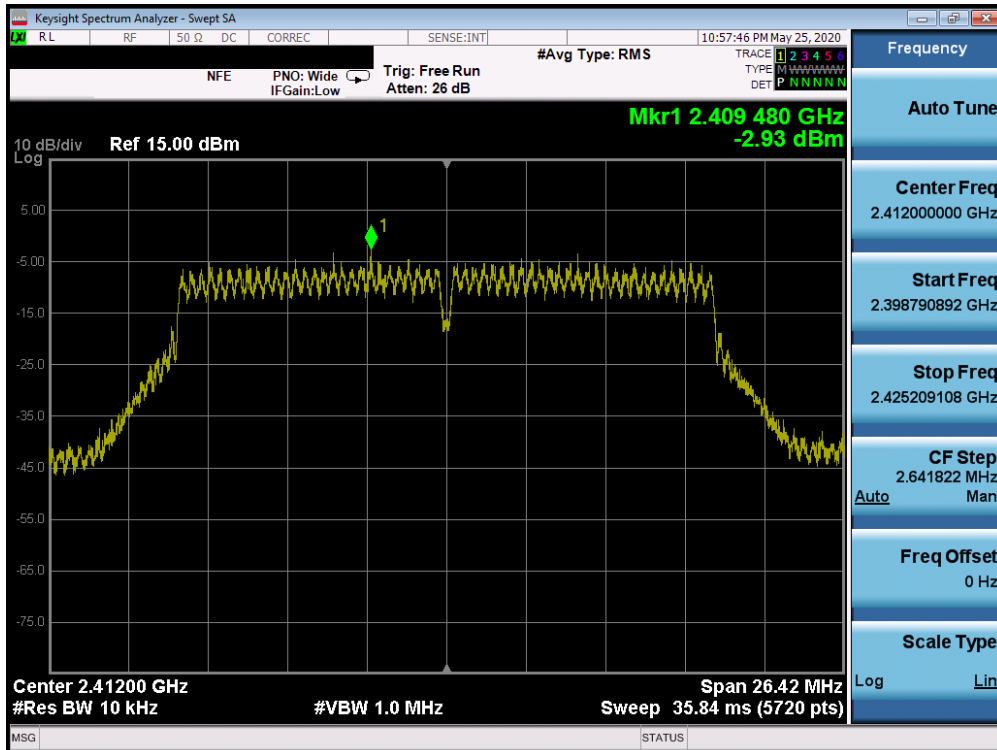 Keysight Spectrum Analyzer - Swept SA
LXI RL RF 50 Ω DC CORREC SENSE:INT 10:57:46 PM May 25, 2020
#Avg Type: RMS
TRACE 1 2 3 4 5 6
TYPE M W W W W W
DET P N N N N N
NFE PNO: Wide Trig: Free Run
IFGain:Low Atten: 26 dB
Mkr1 2.409 480 GHz
-2.93 dBm
10 dB/div Ref 15.00 dBm
Log
1
5.00
-5.00
-15.0
-25.0
-35.0
-45.0
-55.0
-65.0
-75.0
Center 2.41200 GHz Span 26.42 MHz
#Res BW 10 kHz #VBW 1.0 MHz Sweep 35.84 ms (5720 pts)
MSG STATUS
Frequency
Auto Tune
Center Freq
2.412000000 GHz
Start Freq
2.398790892 GHz
Stop Freq
2.425209108 GHz
CF Step
2.641822 MHz
Auto Man
Freq Offset
0 Hz
Scale Type
Log Lin